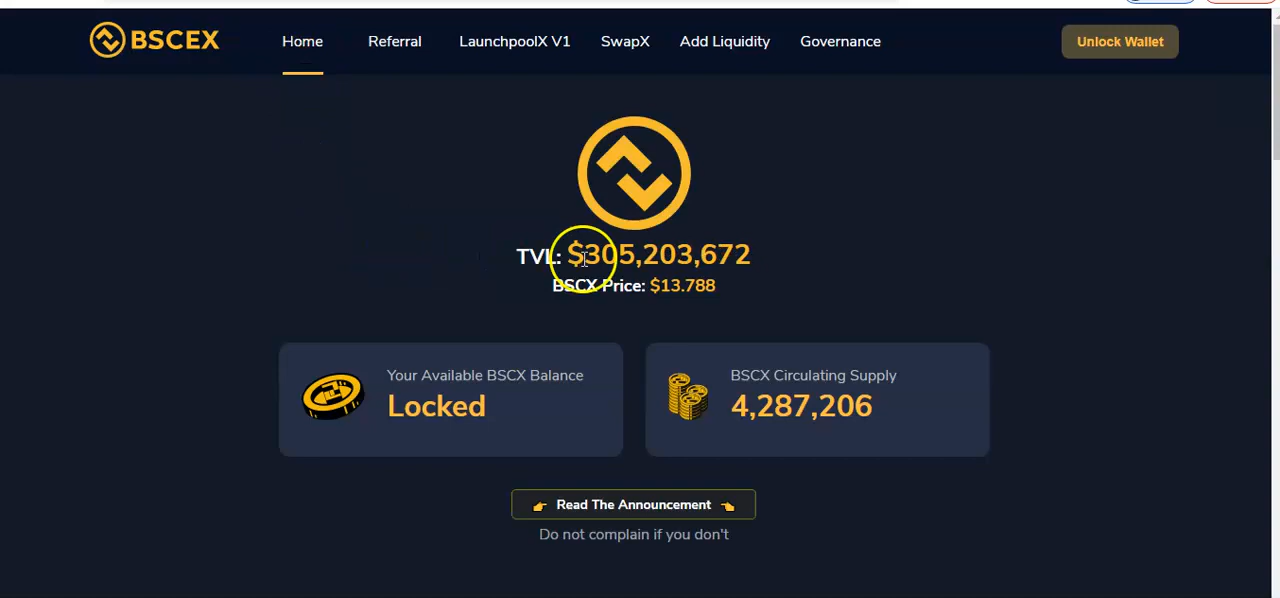 BSCEX Home Referral LaunchpoolX V1 SwapX Add Liquidity Governance Unlock Wallet
TVL: $305,203,672
BSCX Price: $13.788
Your Available BSCX Balance
Locked
BSCX Circulating Supply
4,287,206
Read The Announcement
Do not complain if you don't